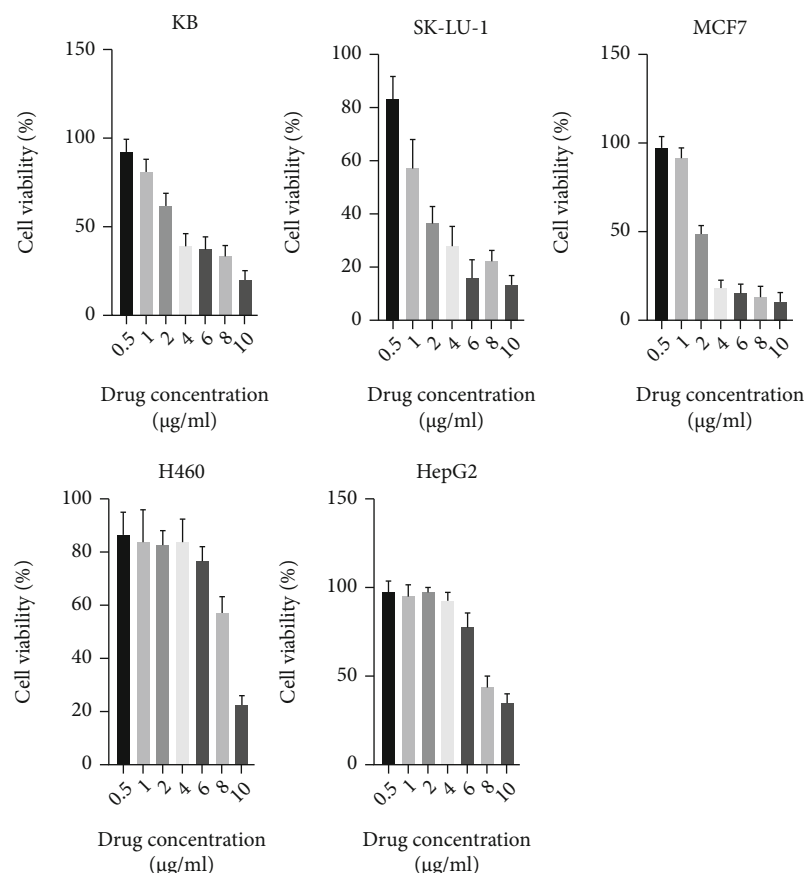 KB
150
100
50
0
Cell viability (%)
0.5
1
2
4
6
8
10
Drug concentration
(µg/ml)
SK-LU-1
100
80
60
40
20
0
Cell viability (%)
0.5
1
2
4
6
8
10
Drug concentration
(µg/ml)
MCF7
150
100
50
0
Cell viability (%)
0.5
1
2
4
6
8
10
Drug concentration
(µg/ml)
H460
100
80
60
40
20
0
Cell viability (%)
0.5
1
2
4
6
8
10
Drug concentration
(µg/ml)
HepG2
150
100
50
0
Cell viability (%)
0.5
1
2
4
6
8
10
Drug concentration
(µg/ml)